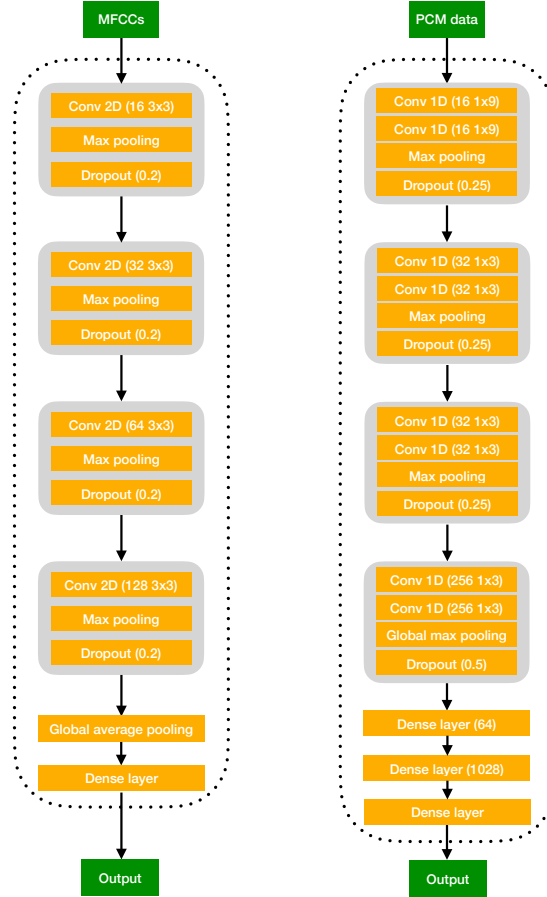 MFCCs
Conv 2D (16 3x3)
Max pooling
Dropout (0.2)
Conv 2D (32 3x3)
Max pooling
Dropout (0.2)
Conv 2D (64 3x3)
Max pooling
Dropout (0.2)
Conv 2D (128 3x3)
Max pooling
Dropout (0.2)
Global average pooling
Dense layer
Output
PCM data
Conv 1D (16 1x9)
Conv 1D (16 1x9)
Max pooling
Dropout (0.25)
Conv 1D (32 1x3)
Conv 1D (32 1x3)
Max pooling
Dropout (0.25)
Conv 1D (32 1x3)
Conv 1D (32 1x3)
Max pooling
Dropout (0.25)
Conv 1D (256 1x3)
Conv 1D (256 1x3)
Global max pooling
Dropout (0.5)
Dense layer (64)
Dense layer (1028)
Dense layer
Output